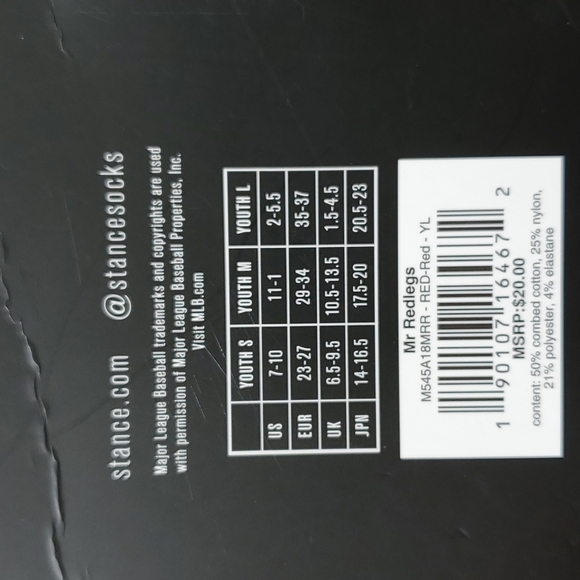 stance.com @stancesocks
Major League Baseball trademarks and copyrights are used
with permission of Major League Baseball Properties, Inc.
Visit MLB.com
YOUTH S YOUTH M YOUTH L
US 7-10 11-1 2-5.5
EUR 23-27 29-34 35-37
UK 6.5-9.5 10.5-13.5 1.5-4.5
JPN 14-16.5 17.5-20 20.5-23
Mr Redlegs
M545A18MRR - RED-Red - YL
1 90107 16467 2
MSRP:$20.00
content: 50% combed cotton, 25% nylon,
21% polyester, 4% elastane